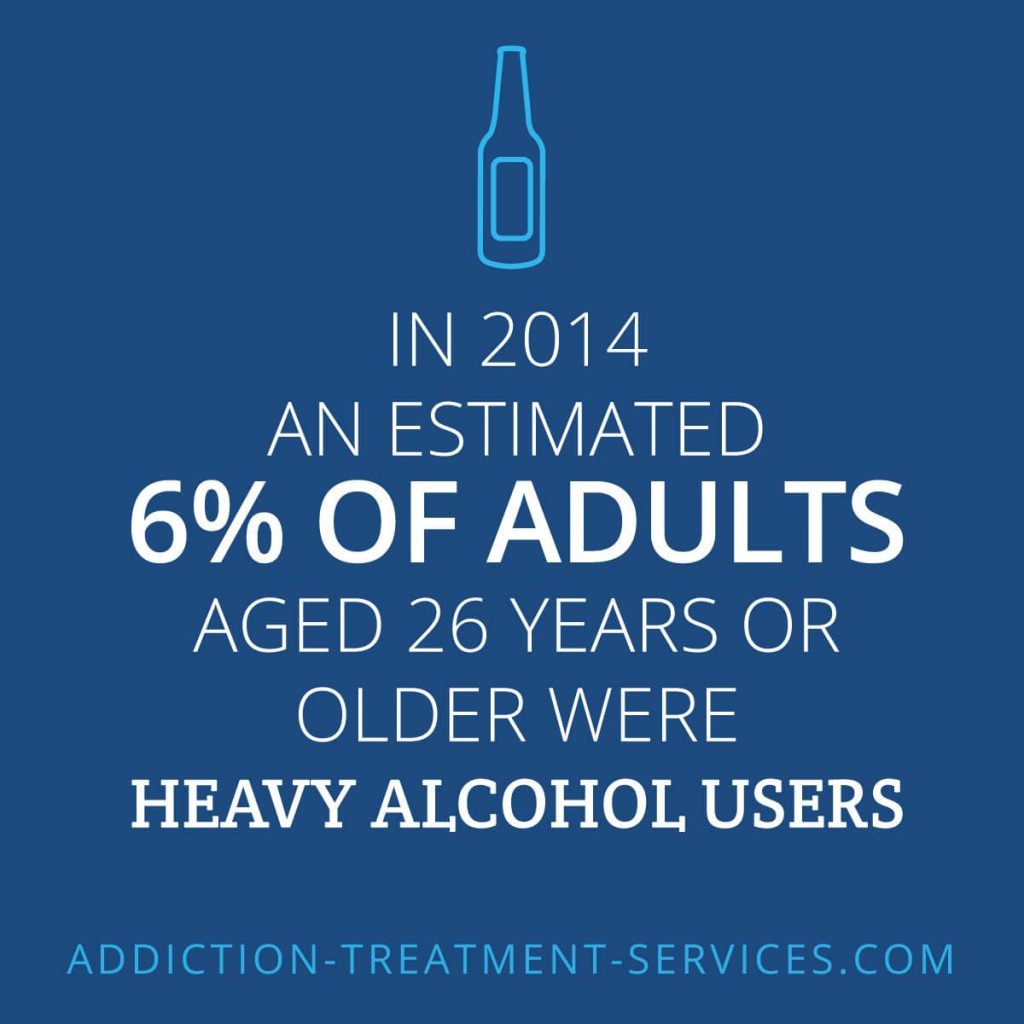 IN 2014
AN ESTIMATED
6% OF ADULTS
AGED 26 YEARS OR
OLDER WERE
HEAVY ALCOHOL USERS
ADDICTION-TREATMENT-SERVICES.COM